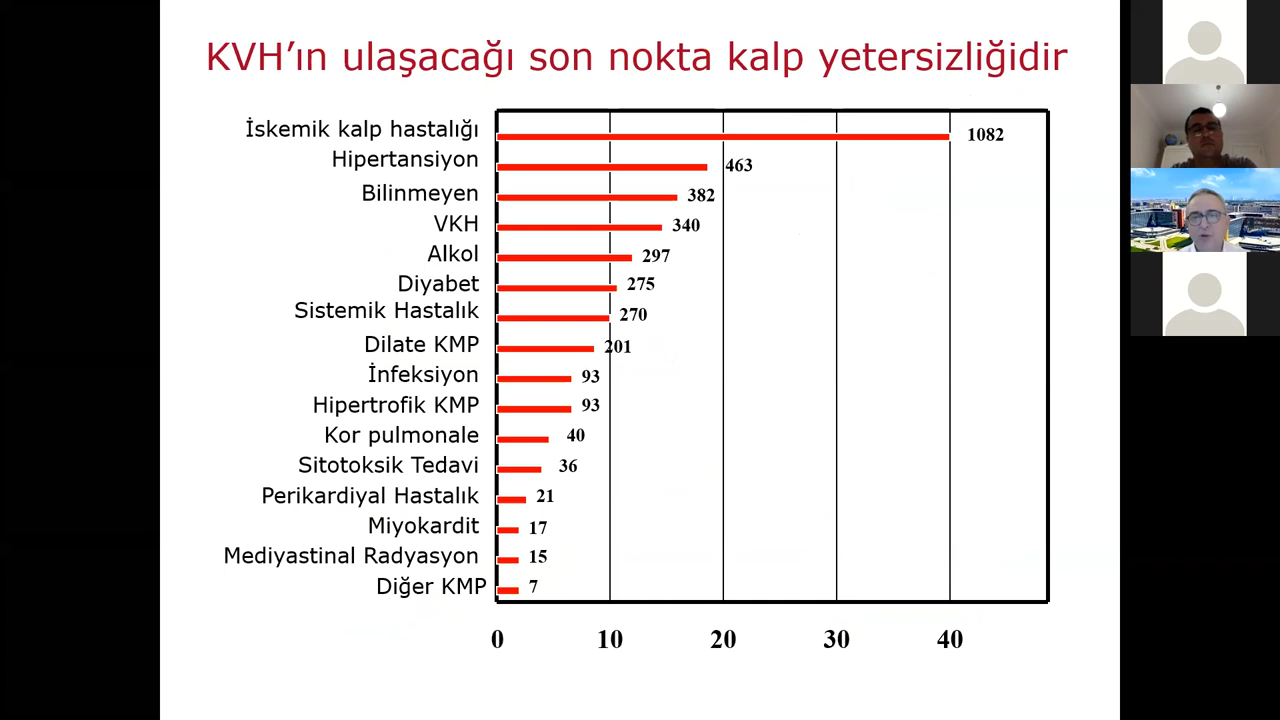 KVH’ın ulaşacağı son nokta kalp yetersizliğidir
İskemik kalp hastalığı 1082
Hipertansiyon 463
Bilinmeyen 382
VKH 340
Alkol 297
Diyabet 275
Sistemik Hastalık 270
Dilate KMP 201
İnfeksiyon 93
Hipertrofik KMP 93
Kor pulmonale 40
Sitotoksik Tedavi 36
Perikardiyal Hastalık 21
Miyokardit 17
Mediyastinal Radyasyon 15
Diğer KMP 7
0 10 20 30 40